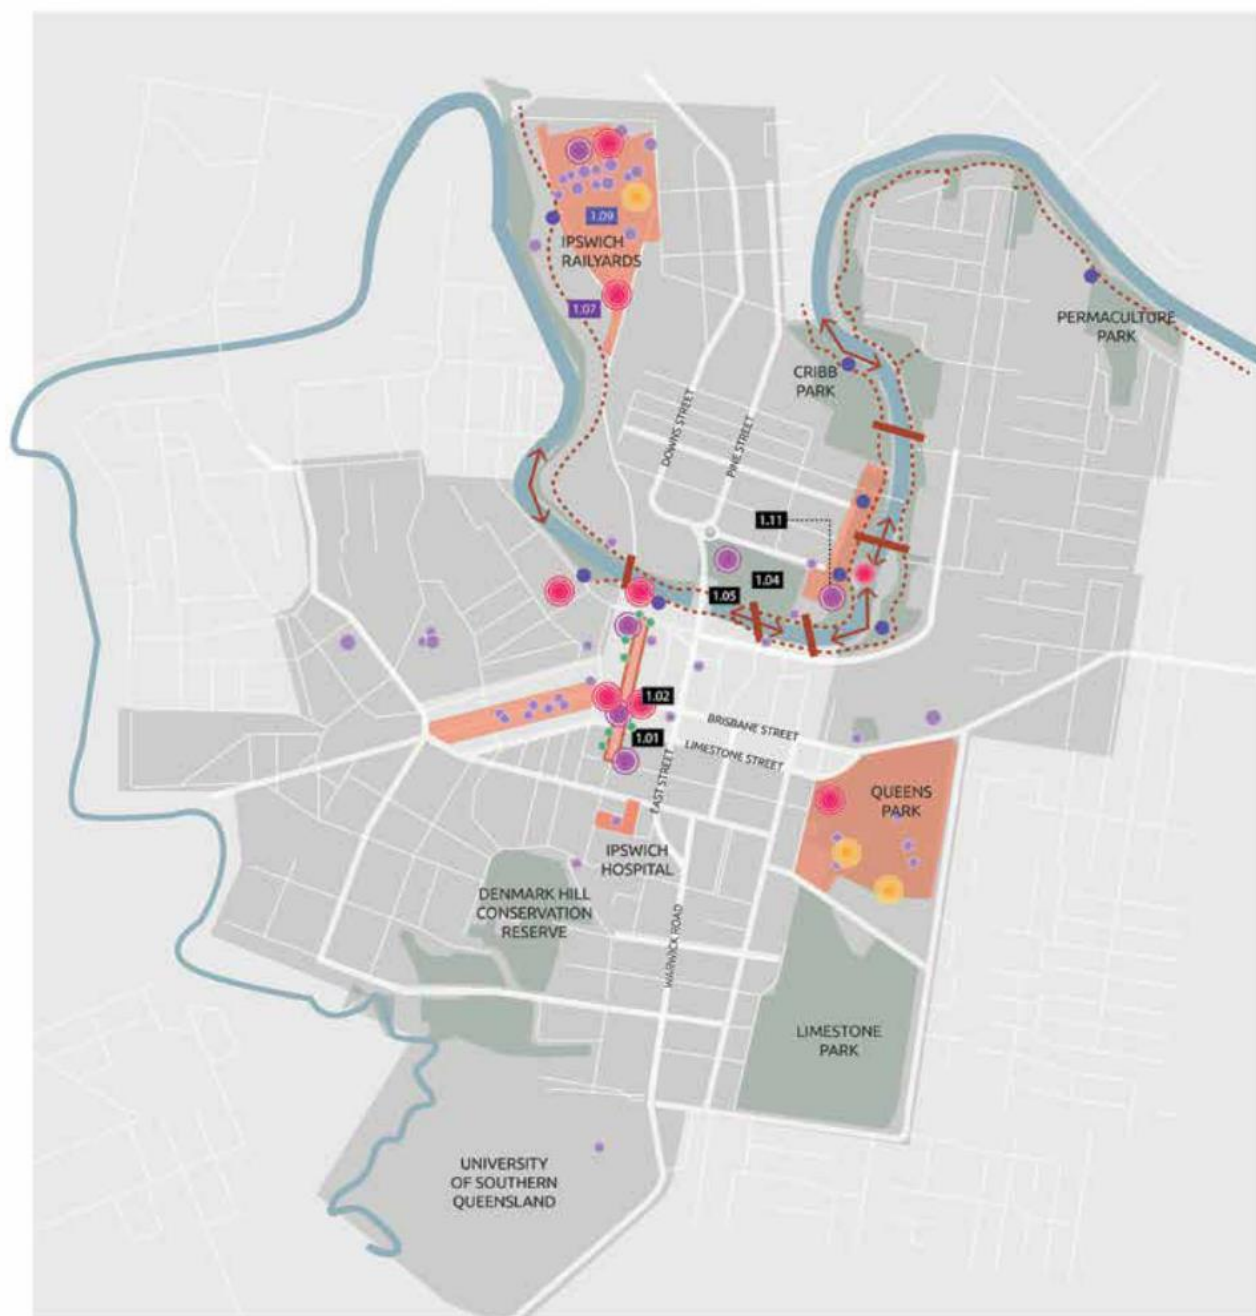 1.09
IPSWICH
RAILYARDS
1.07
PERMACULTURE
PARK
CRIBB
PARK
DOWNS STREET
PINE STREET
1.11
1.04
1.05
1.02
1.01
BRISBANE STREET
LIMESTONE STREET
EAST STREET
QUEENS
PARK
IPSWICH
HOSPITAL
DENMARK HILL
CONSERVATION
RESERVE
WARWICK ROAD
LIMESTONE
PARK
UNIVERSITY
OF SOUTHERN
QUEENSLAND